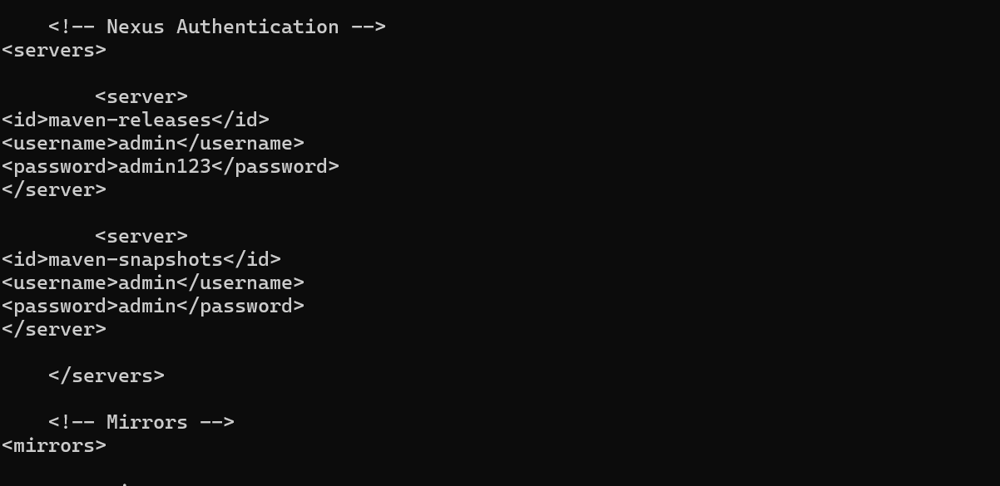 <!-- Nexus Authentication -->
<servers>
<server>
<id>maven-releases</id>
<username>admin</username>
<password>admin123</password>
</server>
<server>
<id>maven-snapshots</id>
<username>admin</username>
<password>admin</password>
</server>
</servers>
<!-- Mirrors -->
<mirrors>